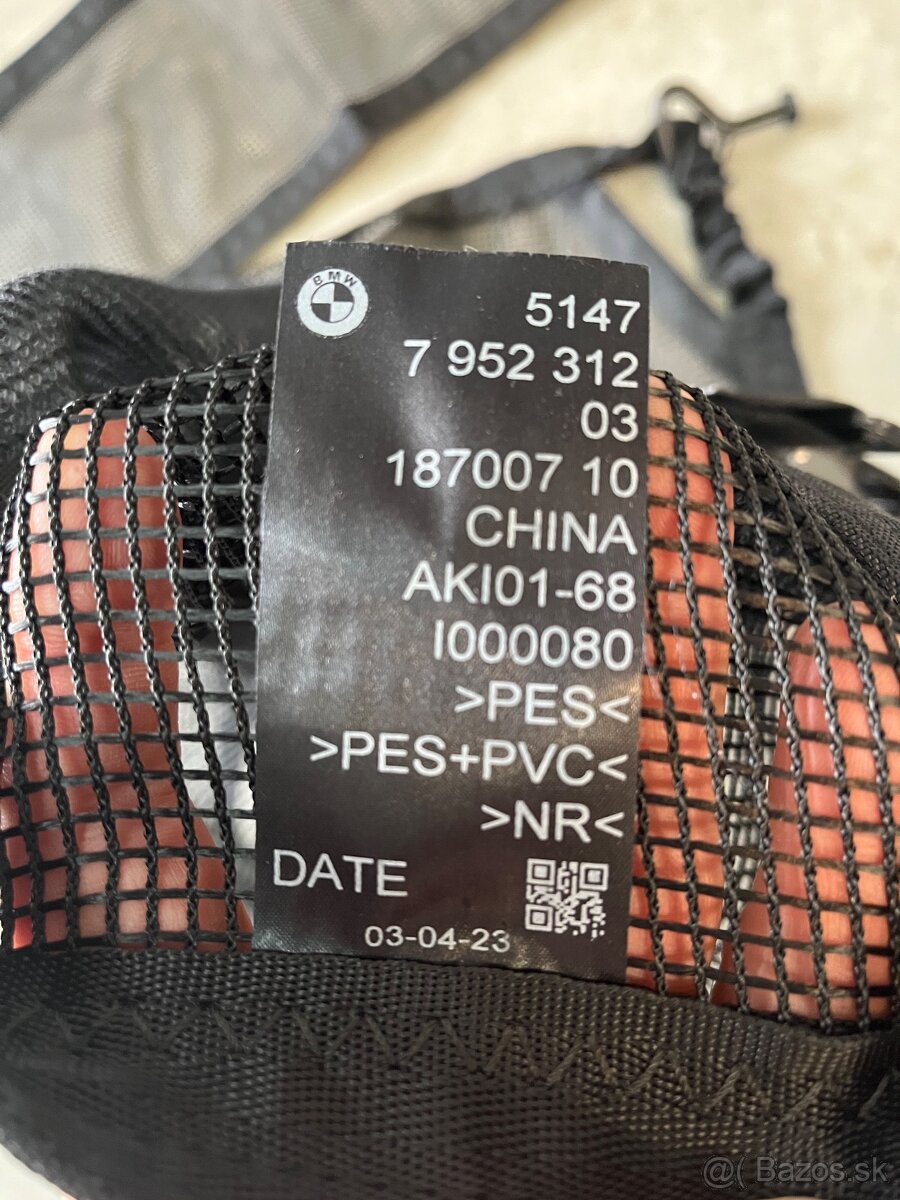 BMW
5147
7 952 312
03
187007 10
CHINA
AKI01-68
I000080
>PES<
>PES+PVC<
>NR<
DATE
03-04-23
@( Bazos.sk